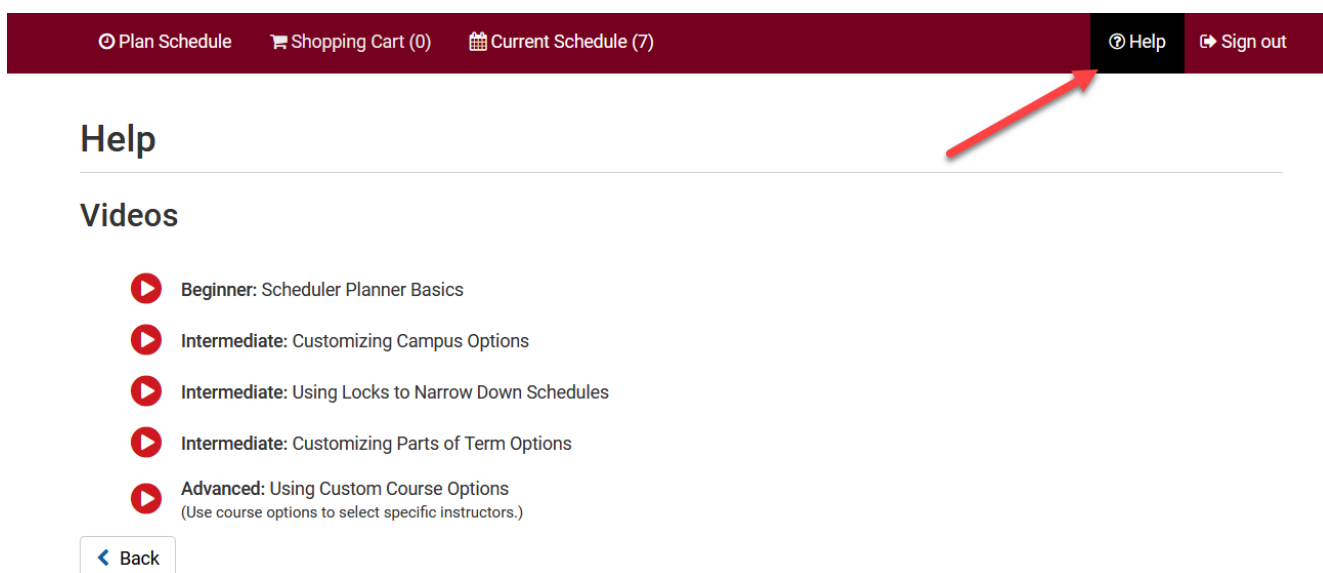 Plan Schedule Shopping Cart (0) Current Schedule (7) Help Sign out
Help
Videos
Beginner: Scheduler Planner Basics
Intermediate: Customizing Campus Options
Intermediate: Using Locks to Narrow Down Schedules
Intermediate: Customizing Parts of Term Options
Advanced: Using Custom Course Options
(Use course options to select specific instructors.)
Back